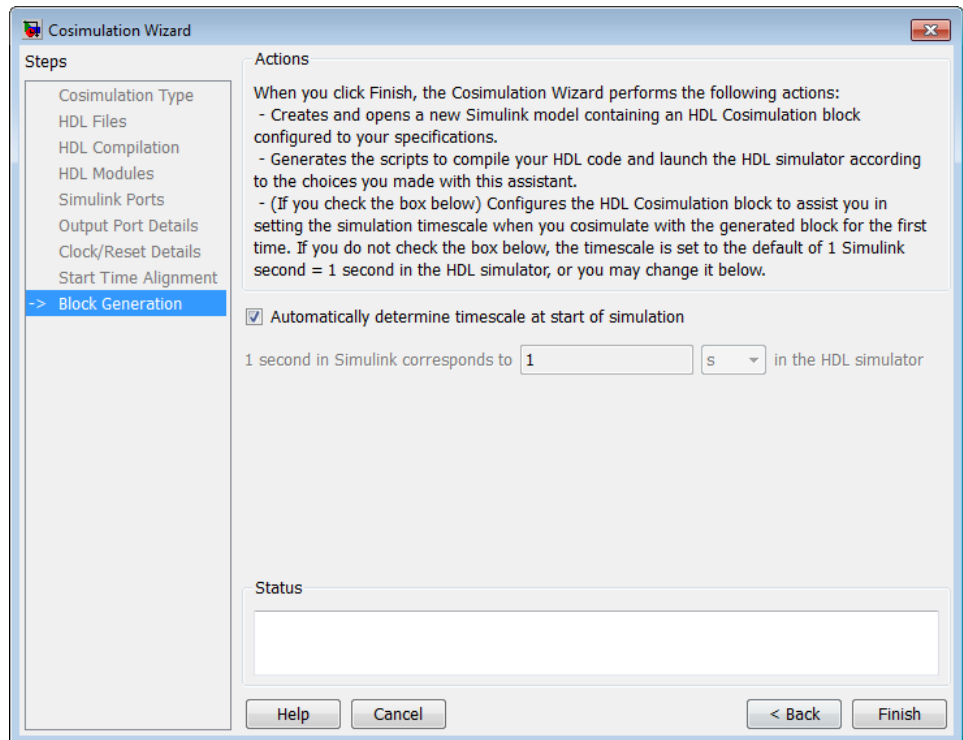 Cosimulation Wizard
Steps
Cosimulation Type
HDL Files
HDL Compilation
HDL Modules
Simulink Ports
Output Port Details
Clock/Reset Details
Start Time Alignment
-> Block Generation
Actions
When you click Finish, the Cosimulation Wizard performs the following actions:
- Creates and opens a new Simulink model containing an HDL Cosimulation block
configured to your specifications.
- Generates the scripts to compile your HDL code and launch the HDL simulator according
to the choices you made with this assistant.
- (If you check the box below) Configures the HDL Cosimulation block to assist you in
setting the simulation timescale when you cosimulate with the generated block for the first
time. If you do not check the box below, the timescale is set to the default of 1 Simulink
second = 1 second in the HDL simulator, or you may change it below.
Automatically determine timescale at start of simulation
1 second in Simulink corresponds to 1 s in the HDL simulator
Status
Help Cancel < Back Finish